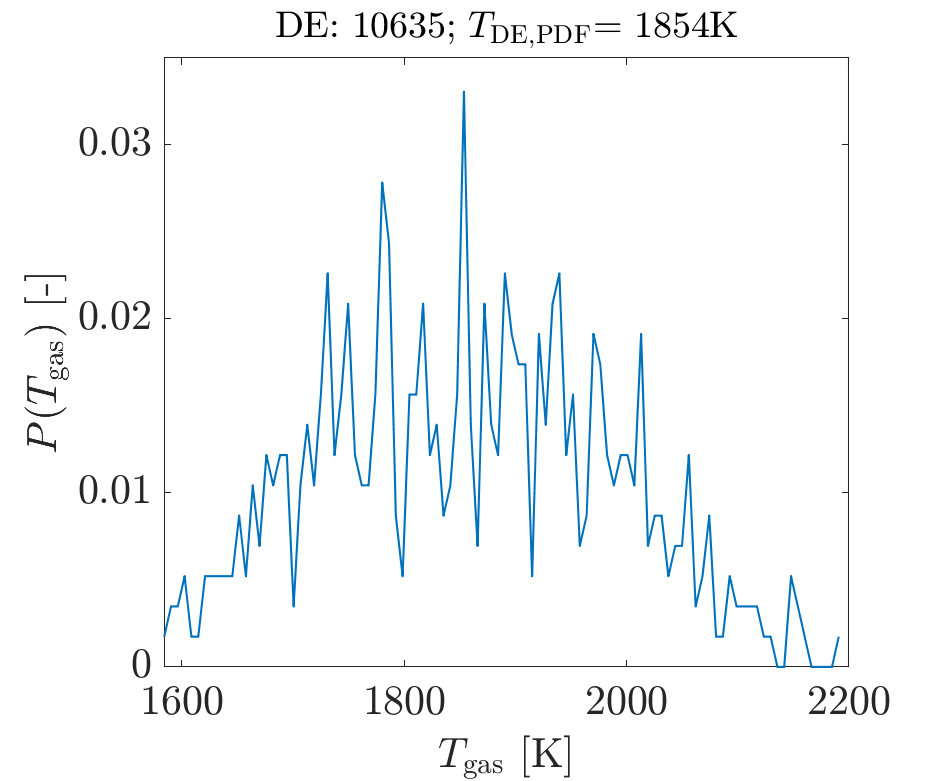 DE: 10635; T_DE,PDF= 1854K
0.03
0.02
0.01
0
P(T_gas) [-]
1600 1800 2000 2200
T_gas [K]